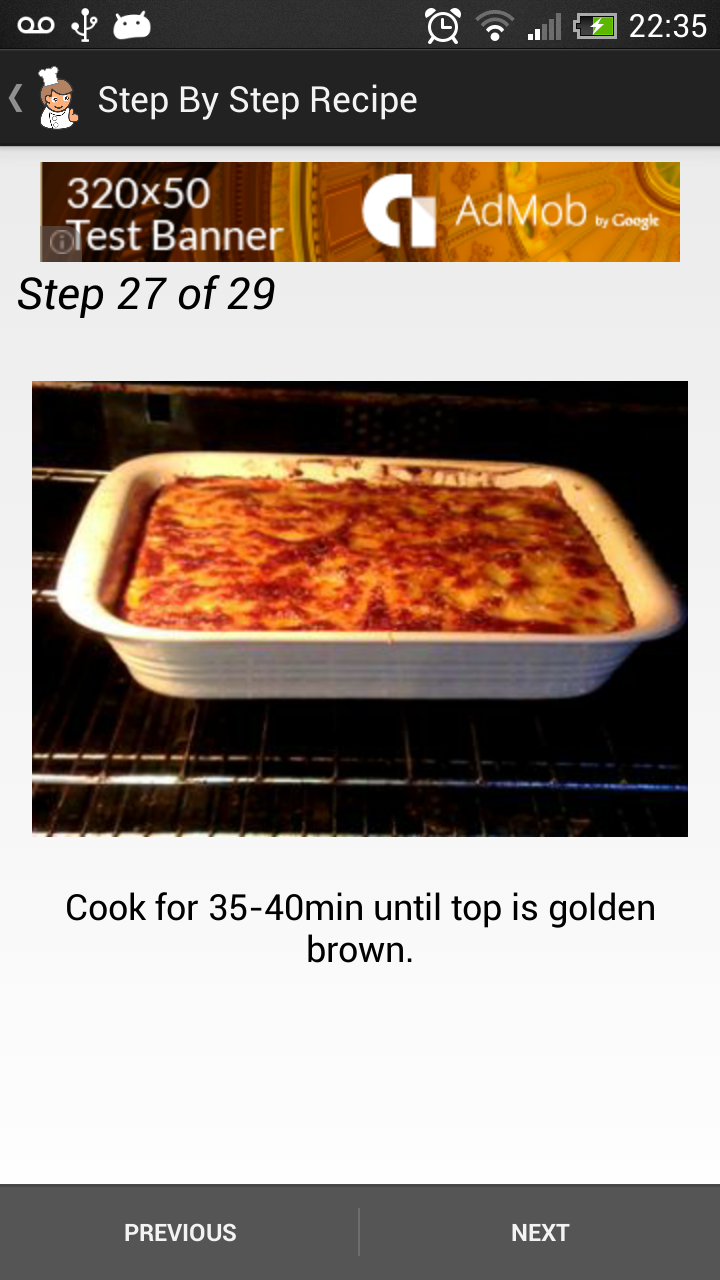 22:35
Step By Step Recipe
320x50
Test Banner
AdMob by Google
Step 27 of 29
Cook for 35-40min until top is golden
brown.
PREVIOUS
NEXT